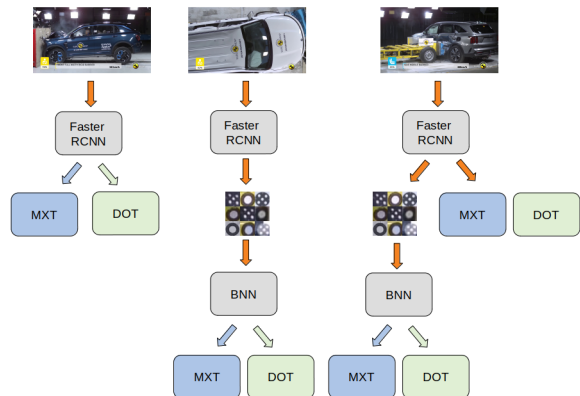 Faster
RCNN
Faster
RCNN
Faster
RCNN
MXT
DOT
MXT
DOT
BNN
BNN
MXT
DOT
MXT
DOT